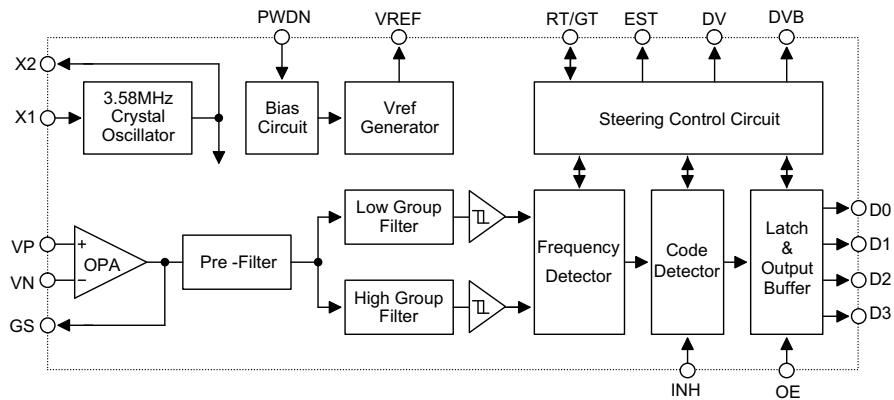 PWDN
VREF
RT/GT
EST
DV
DVB
X2
X1
3.58MHz
Crystal
Oscillator
Bias
Circuit
Vref
Generator
Steering Control Circuit
VP
VN
GS
+
−
OPA
Pre -Filter
Low Group
Filter
High Group
Filter
Frequency
Detector
Code
Detector
Latch
&
Output
Buffer
D0
D1
D2
D3
INH
OE